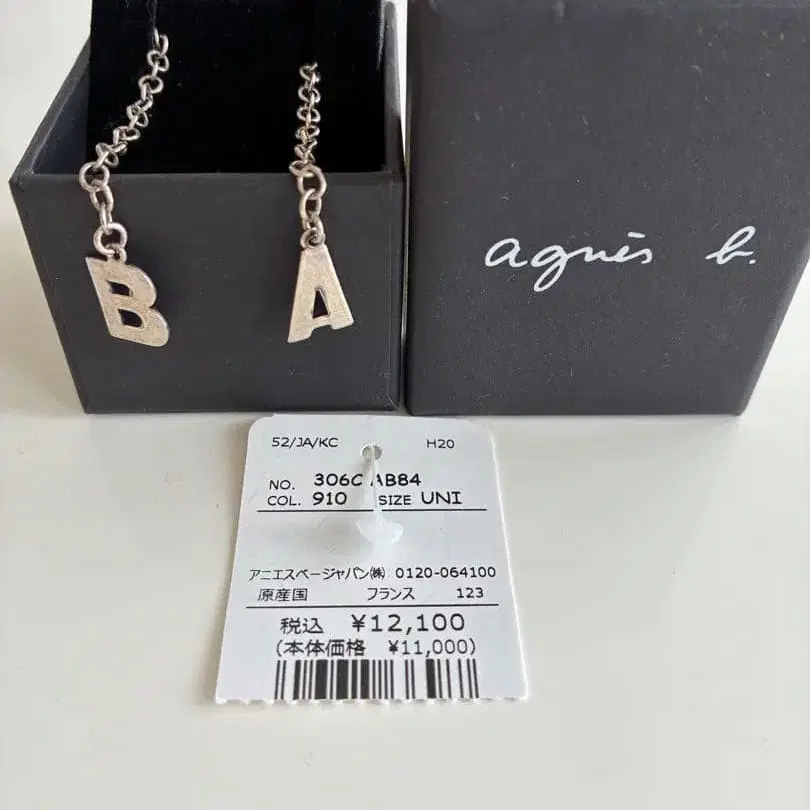 B A
agnès b.
52/JA/KC H20
NO. 306C AB84
COL. 910 SIZE UNI
アニエスベージャパン㈱ 0120-064100
原産国 フランス 123
税込 ¥12,100
(本体価格 ¥11,000)